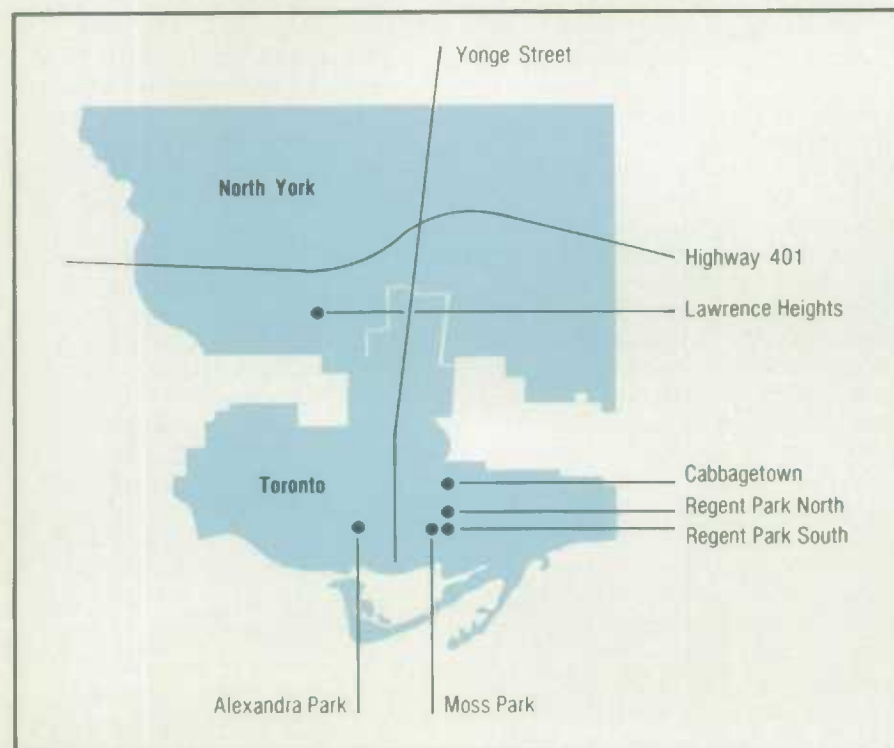 Yonge Street
North York
Highway 401
Lawrence Heights
Toronto
Cabbagetown
Regent Park North
Regent Park South
Alexandra Park
Moss Park